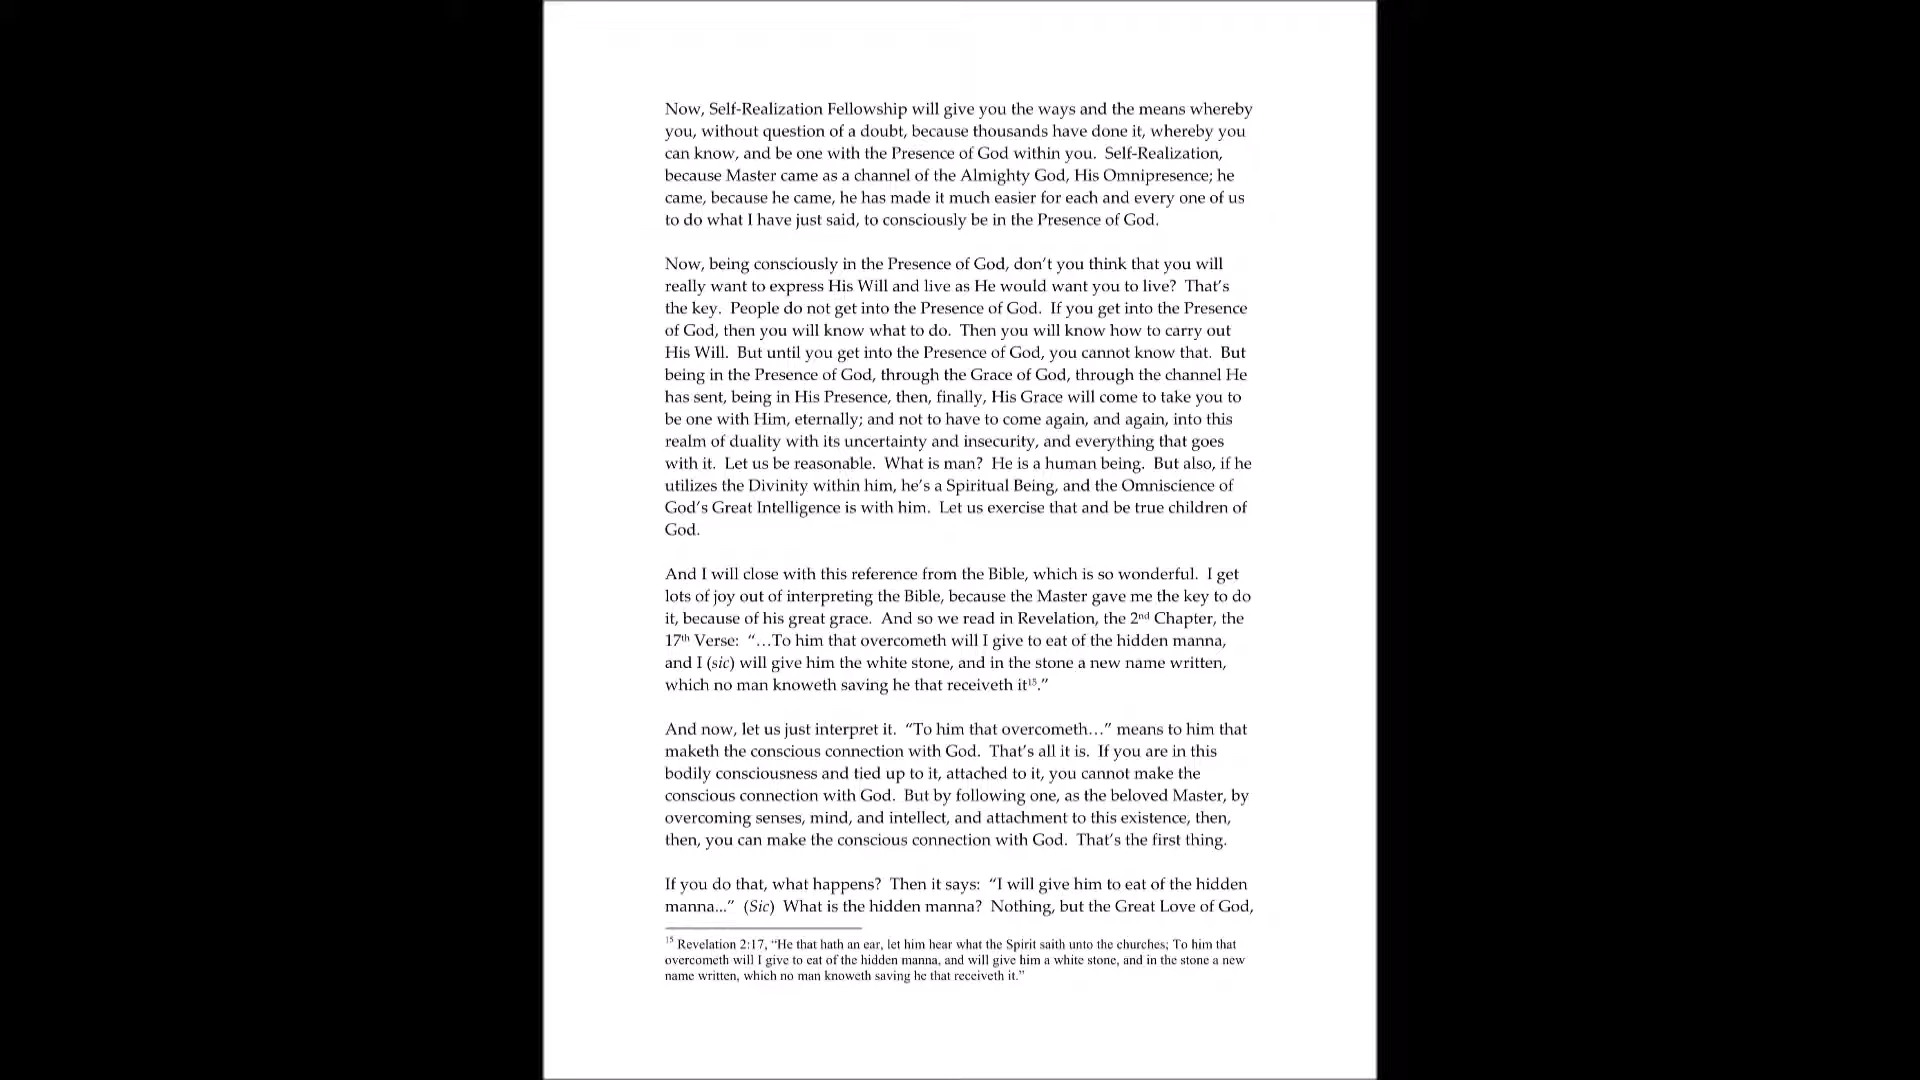 Now, Self-Realization Fellowship will give you the ways and the means whereby
you, without question of a doubt, because thousands have done it, whereby you
can know, and be one with the Presence of God within you.  Self-Realization,
because Master came as a channel of the Almighty God, His Omnipresence; he
came, because he came, he has made it much easier for each and every one of us
to do what I have just said, to consciously be in the Presence of God.
Now, being consciously in the Presence of God, don’t you think that you will
really want to express His Will and live as He would want you to live?  That’s
the key.  People do not get into the Presence of God.  If you get into the Presence
of God, then you will know what to do.  Then you will know how to carry out
His Will.  But until you get into the Presence of God, you cannot know that.  But
being in the Presence of God, through the Grace of God, through the channel He
has sent, being in His Presence, then, finally, His Grace will come to take you to
be one with Him, eternally; and not to have to come again, and again, into this
realm of duality with its uncertainty and insecurity, and everything that goes
with it.  Let us be reasonable.  What is man?  He is a human being.  But also, if he
utilizes the Divinity within him, he’s a Spiritual Being, and the Omniscience of
God’s Great Intelligence is with him.  Let us exercise that and be true children of
God.
And I will close with this reference from the Bible, which is so wonderful.  I get
lots of joy out of interpreting the Bible, because the Master gave me the key to do
it, because of his great grace.  And so we read in Revelation, the 2nd Chapter, the
17th Verse:  “…To him that overcometh will I give to eat of the hidden manna,
and I (sic) will give him the white stone, and in the stone a new name written,
which no man knoweth saving he that receiveth it15.”
And now, let us just interpret it.  “To him that overcometh…” means to him that
maketh the conscious connection with God.  That’s all it is.  If you are in this
bodily consciousness and tied up to it, attached to it, you cannot make the
conscious connection with God.  But by following one, as the beloved Master, by
overcoming senses, mind, and intellect, and attachment to this existence, then,
then, you can make the conscious connection with God.  That’s the first thing.
If you do that, what happens?  Then it says:  “I will give him to eat of the hidden
manna...”  (Sic)  What is the hidden manna?  Nothing, but the Great Love of God,
15 Revelation 2:17, “He that hath an ear, let him hear what the Spirit saith unto the churches; To him that
overcometh will I give to eat of the hidden manna, and will give him a white stone, and in the stone a new
name written, which no man knoweth saving he that receiveth it.”